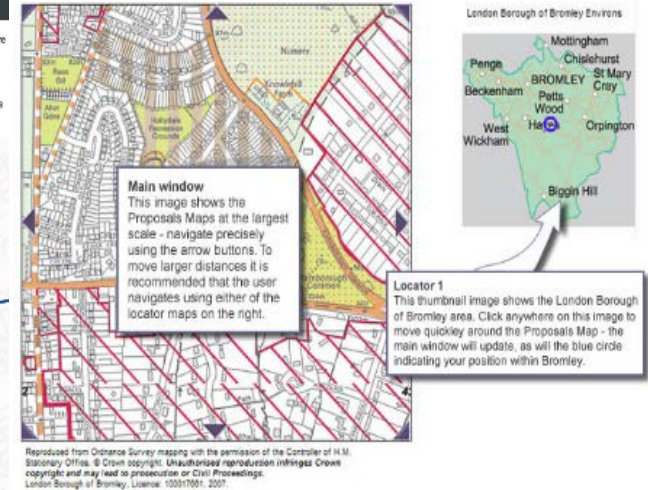 London Borough of Bromley Environs
Mottingham
Penge
Chislehurst
BROMLEY
St Mary
Cray
Beckenham
Petts
Wood
Orpington
West
Wickham
Biggin Hill
Nursery
Recreation
Grounds
Common
Main window
This image shows the
Proposals Maps at the largest
scale - navigate precisely
using the arrow buttons. To
move larger distances it is
recommended that the user
navigates using either of the
locator maps on the right.
Locator 1
This thumbnail image shows the London Borough
of Bromley area. Click anywhere on this image to
move quickley around the Proposals Map - the
main window will update, as will the blue circle
indicating your position within Bromley.
Reproduced from Ordnance Survey mapping with the permission of the Controller of H.M.
Stationary Office. © Crown copyright. Unauthorised reproduction infringes Crown
copyright and may lead to prosecution or Civil Proceedings.
London Borough of Bromley, Licence: 100017661, 2007.